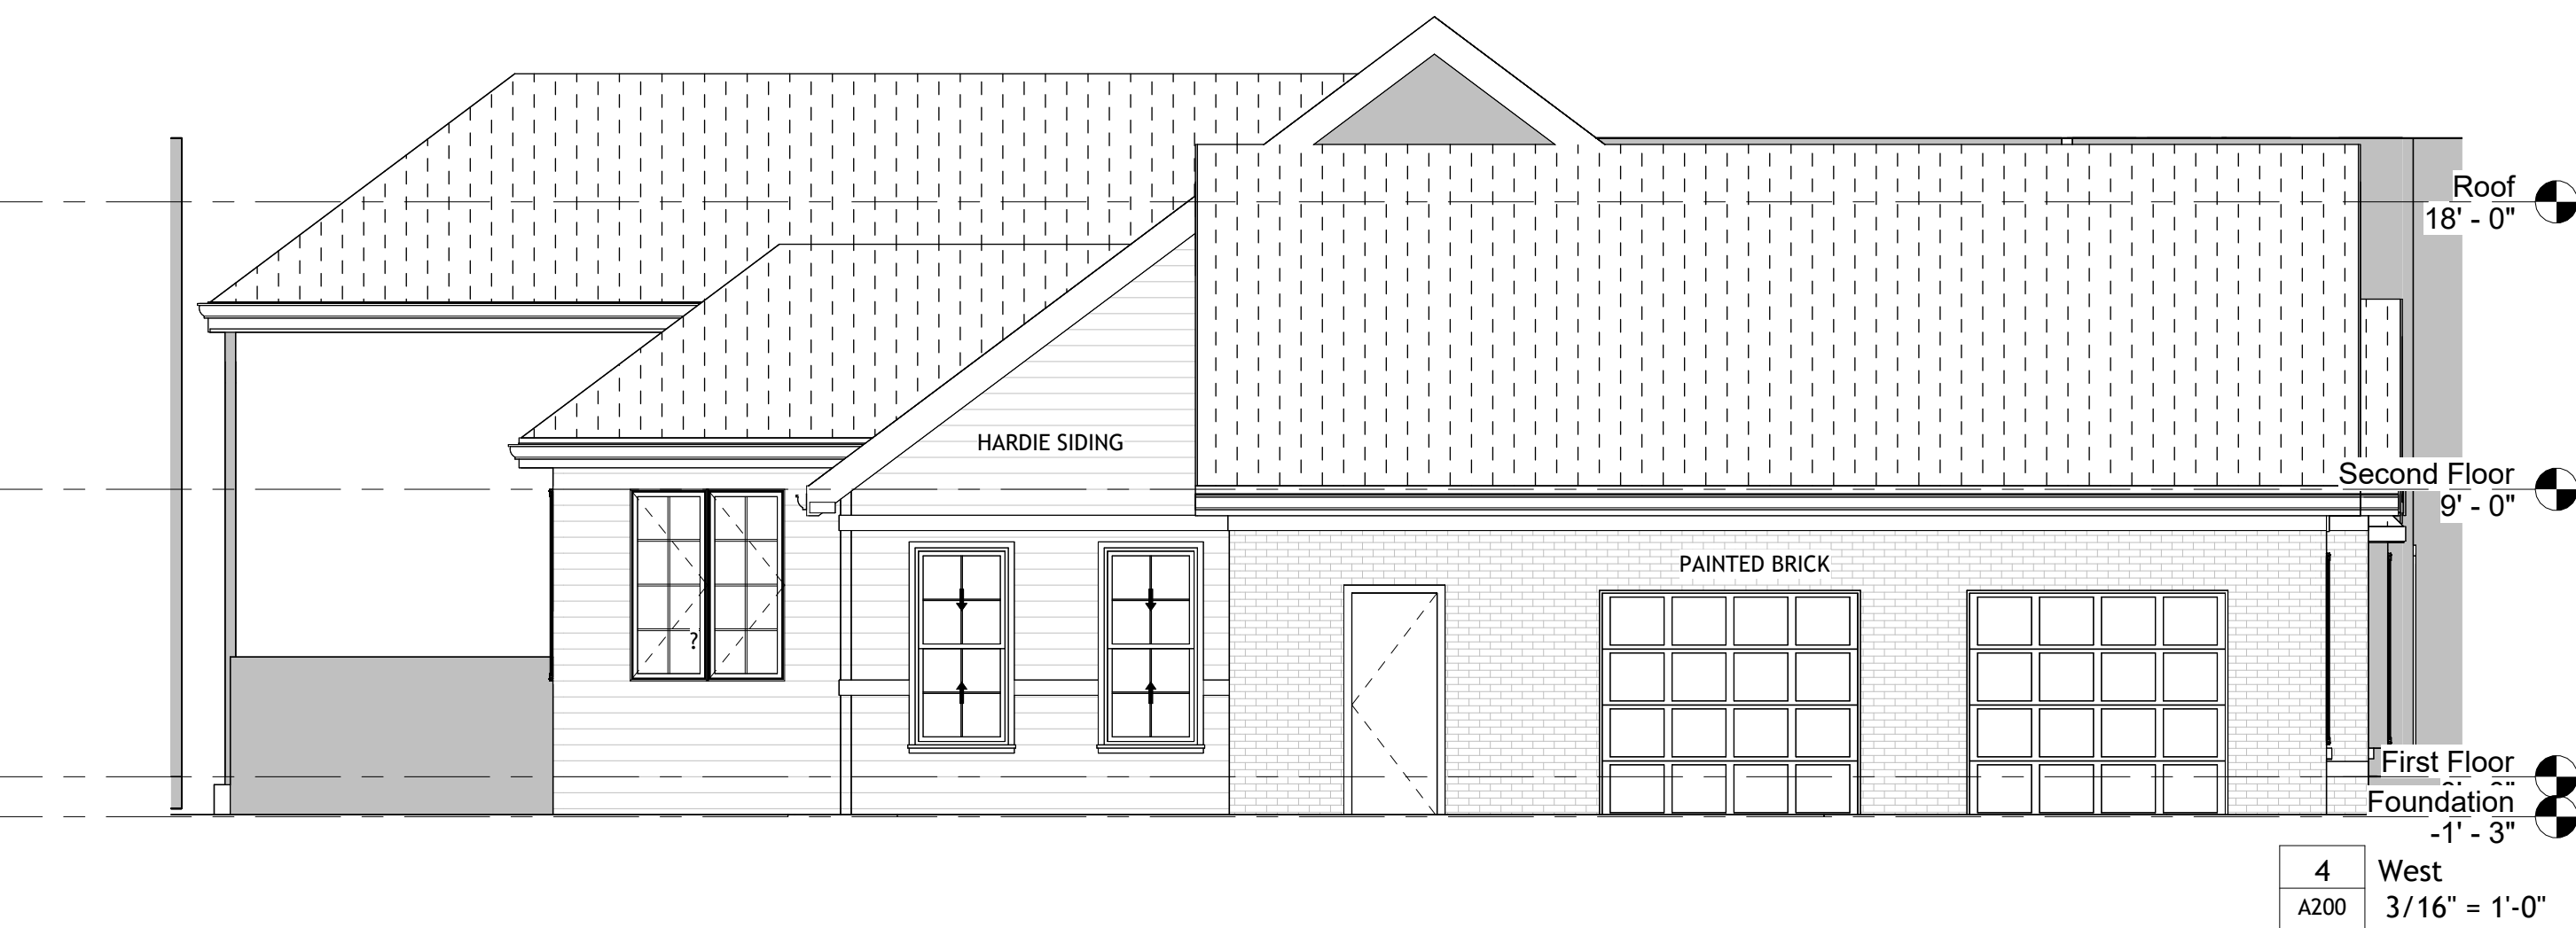 Roof
18' - 0"
HARDIE SIDING
Second Floor
9' - 0"
PAINTED BRICK
?
First Floor
Foundation
-1' - 3"
4
West
A200
3/16" = 1'-0"